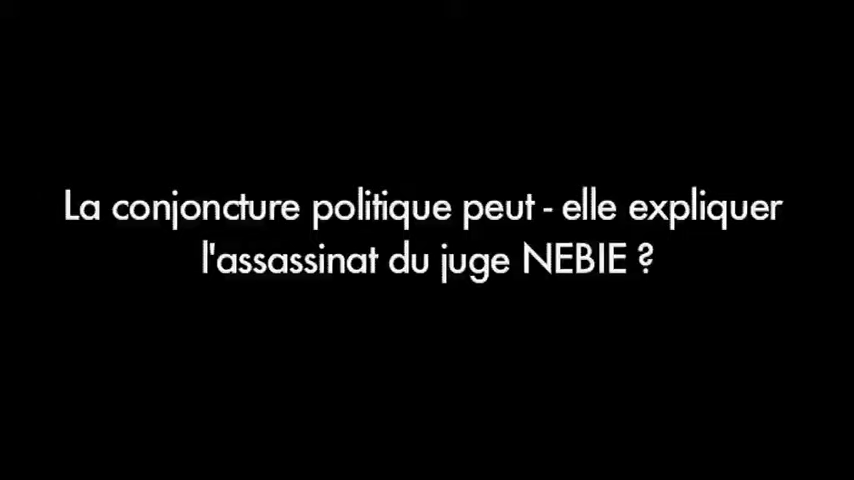 La conjoncture politique peut - elle expliquer
l'assassinat du juge NEBIE ?